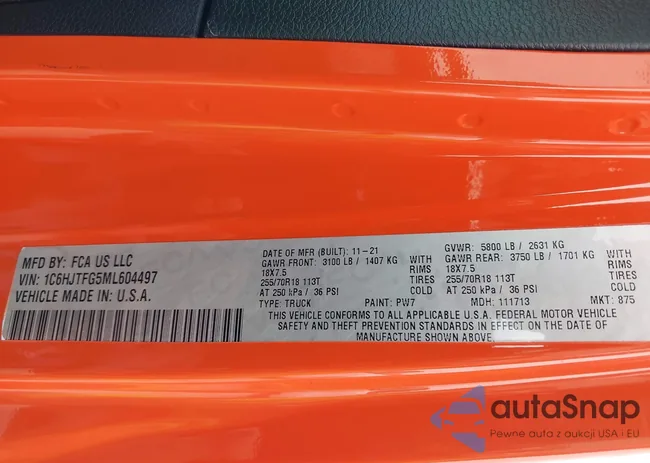 MFD BY: FCA US LLC
VIN: 1C6HJTFG5ML604497
VEHICLE MADE IN: U.S.A.
DATE OF MFR (BUILT): 11-21
GAWR FRONT: 3100 LB / 1407 KG
18X7.5
WITH
RIMS
255/70R18 113T
AT 250 kPa / 36 PSI COLD
TYPE: TRUCK
PAINT: PW7
GVWR: 5800 LB / 2631 KG
GAWR REAR: 3750 LB / 1701 KG
18X7.5
WITH
RIMS
255/70R18 113T
AT 250 kPa / 36 PSI COLD
MDH: 111713
MKT: 875
THIS VEHICLE CONFORMS TO ALL APPLICABLE U.S.A. FEDERAL MOTOR VEHICLE
SAFETY AND THEFT PREVENTION STANDARDS IN EFFECT ON THE DATE OF
MANUFACTURE SHOWN ABOVE.
autaSnap
Pewne auta z aukcji USA i EU